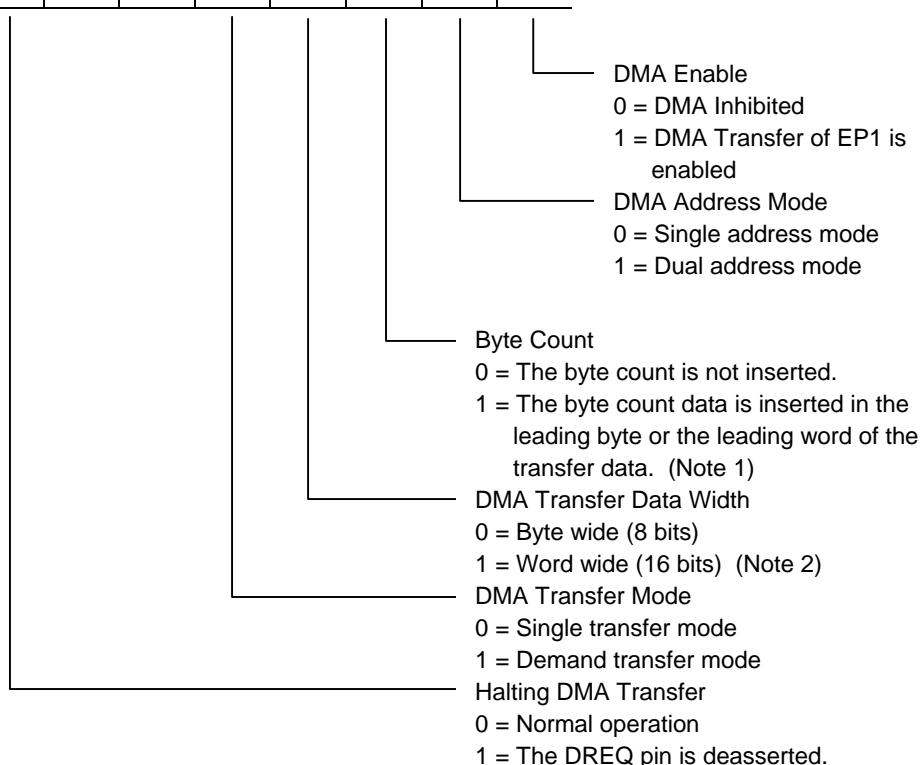 DMA Enable
0 = DMA Inhibited
1 = DMA Transfer of EP1 is
enabled
DMA Address Mode
0 = Single address mode
1 = Dual address mode
Byte Count
0 = The byte count is not inserted.
1 = The byte count data is inserted in the
leading byte or the leading word of the
transfer data.  (Note 1)
DMA Transfer Data Width
0 = Byte wide (8 bits)
1 = Word wide (16 bits)  (Note 2)
DMA Transfer Mode
0 = Single transfer mode
1 = Demand transfer mode
Halting DMA Transfer
0 = Normal operation
1 = The DREQ pin is deasserted.